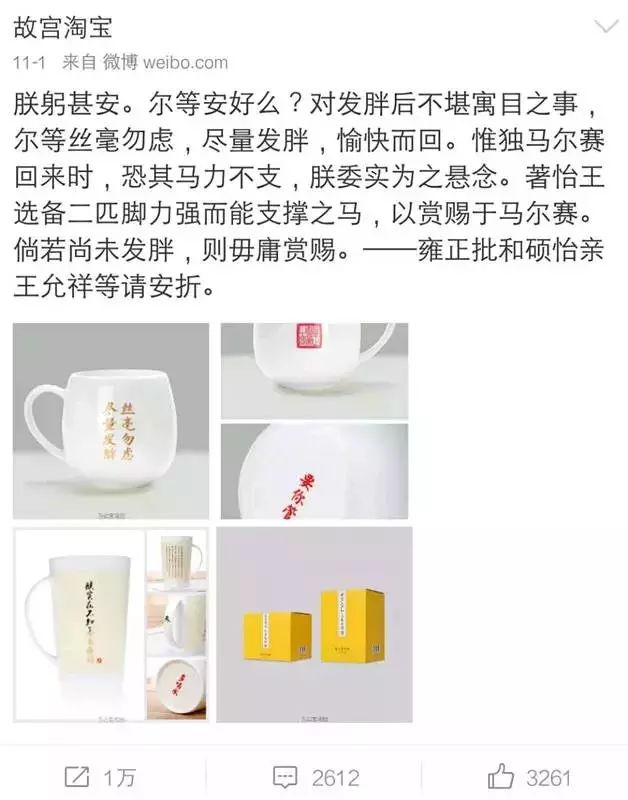 故宫淘宝
11-1 来自 微博 weibo.com
朕躬甚安。尔等安好么？对发胖后不堪寓目之事，
尔等丝毫勿虑，尽量发胖，愉快而回。惟独马尔赛
回来时，恐其马力不支，朕委实为之悬念。著怡王
选备二匹脚力强而能支撑之马，以赏赐于马尔赛。
倘若尚未发胖，则毋庸赏赐。——雍正批和硕怡亲
王允祥等请安折。
丝毫勿虑
尽量发胖
要你管
朕实在不知
1万
2612
3261